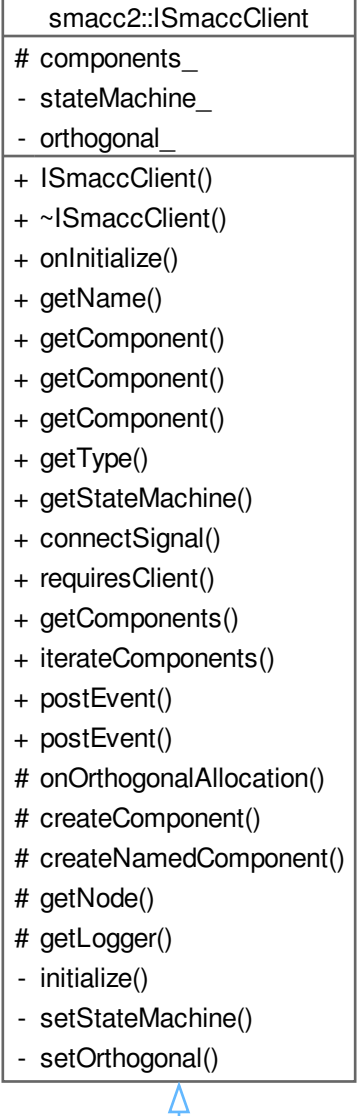 smacc2::ISmaccClient
# components_
- stateMachine_
- orthogonal_
+ ISmaccClient()
+ ~ISmaccClient()
+ onInitialize()
+ getName()
+ getComponent()
+ getComponent()
+ getComponent()
+ getType()
+ getStateMachine()
+ connectSignal()
+ requiresClient()
+ getComponents()
+ iterateComponents()
+ postEvent()
+ postEvent()
# onOrthogonalAllocation()
# createComponent()
# createNamedComponent()
# getNode()
# getLogger()
- initialize()
- setStateMachine()
- setOrthogonal()